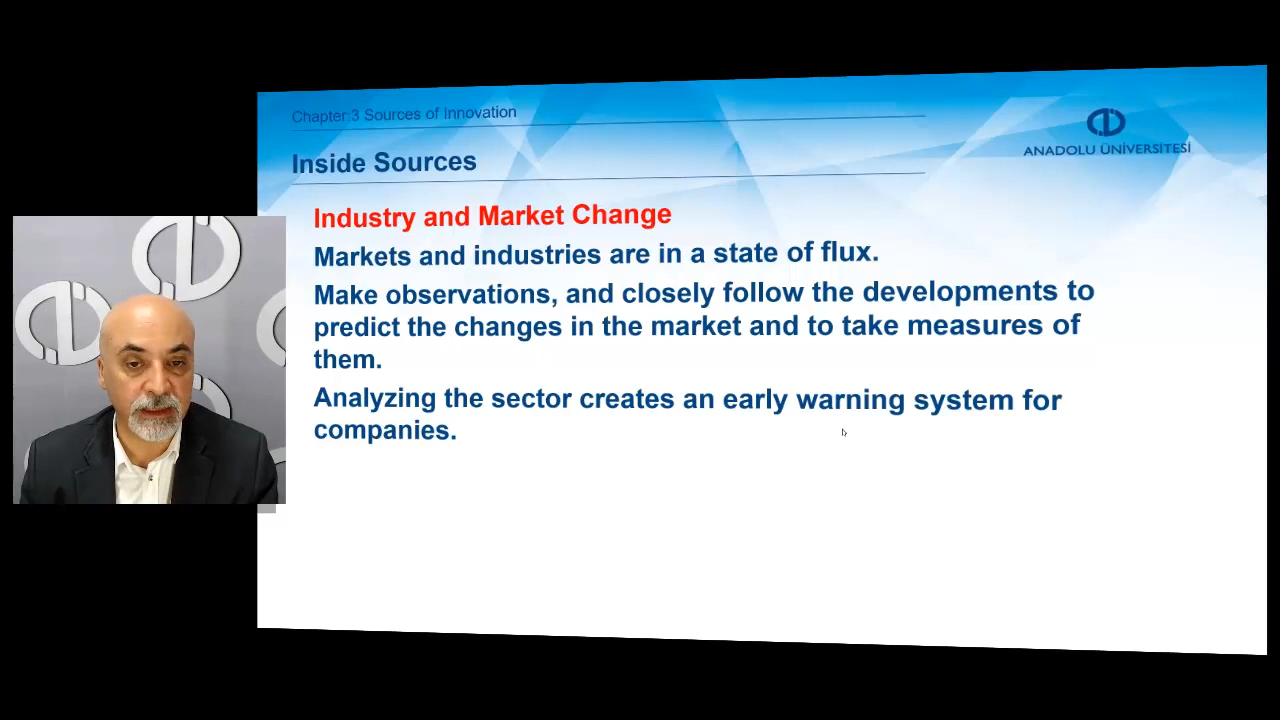 Chapter:3 Sources of Innovation
ANADOLU ÜNİVERSİTESİ
Inside Sources
Industry and Market Change
Markets and industries are in a state of flux.
Make observations, and closely follow the developments to
predict the changes in the market and to take measures of
them.
Analyzing the sector creates an early warning system for
companies.